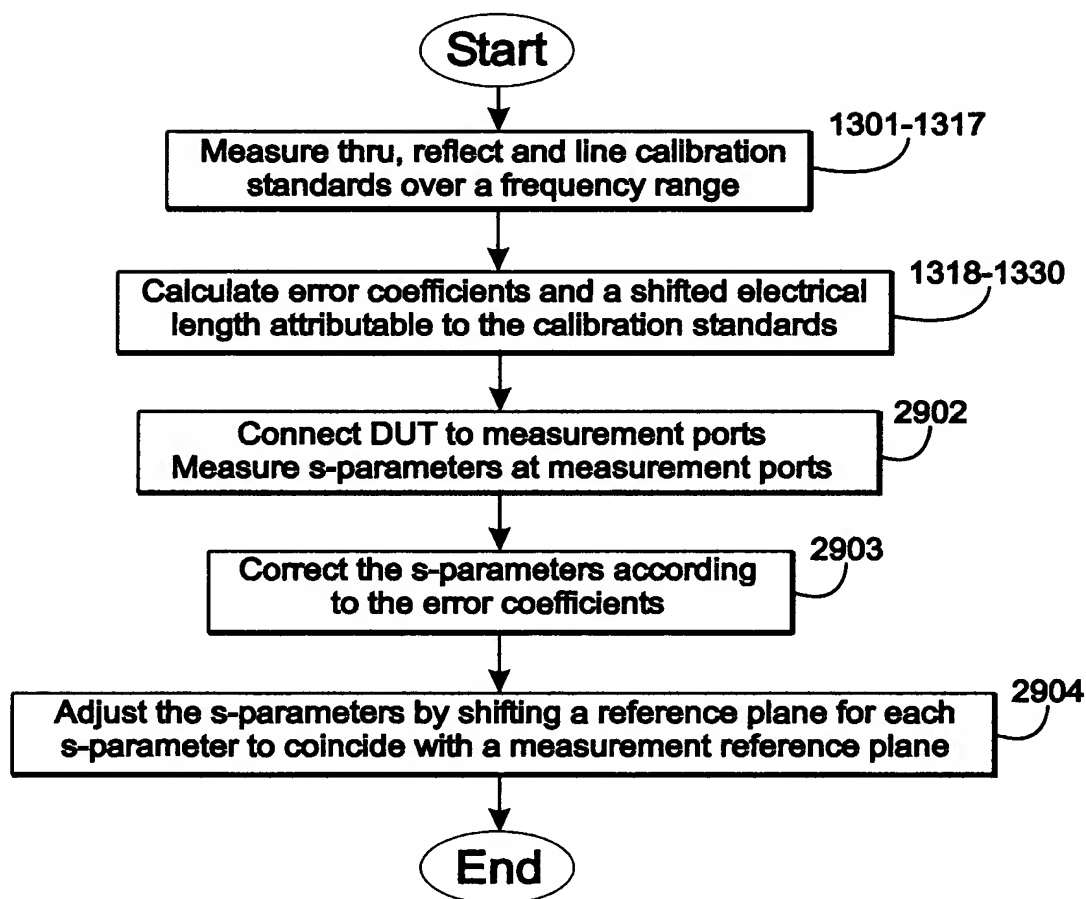 Start
1301-1317
Measure thru, reflect and line calibration
standards over a frequency range
1318-1330
Calculate error coefficients and a shifted electrical
length attributable to the calibration standards
2902
Connect DUT to measurement ports
Measure s-parameters at measurement ports
2903
Correct the s-parameters according
to the error coefficients
2904
Adjust the s-parameters by shifting a reference plane for each
s-parameter to coincide with a measurement reference plane
End